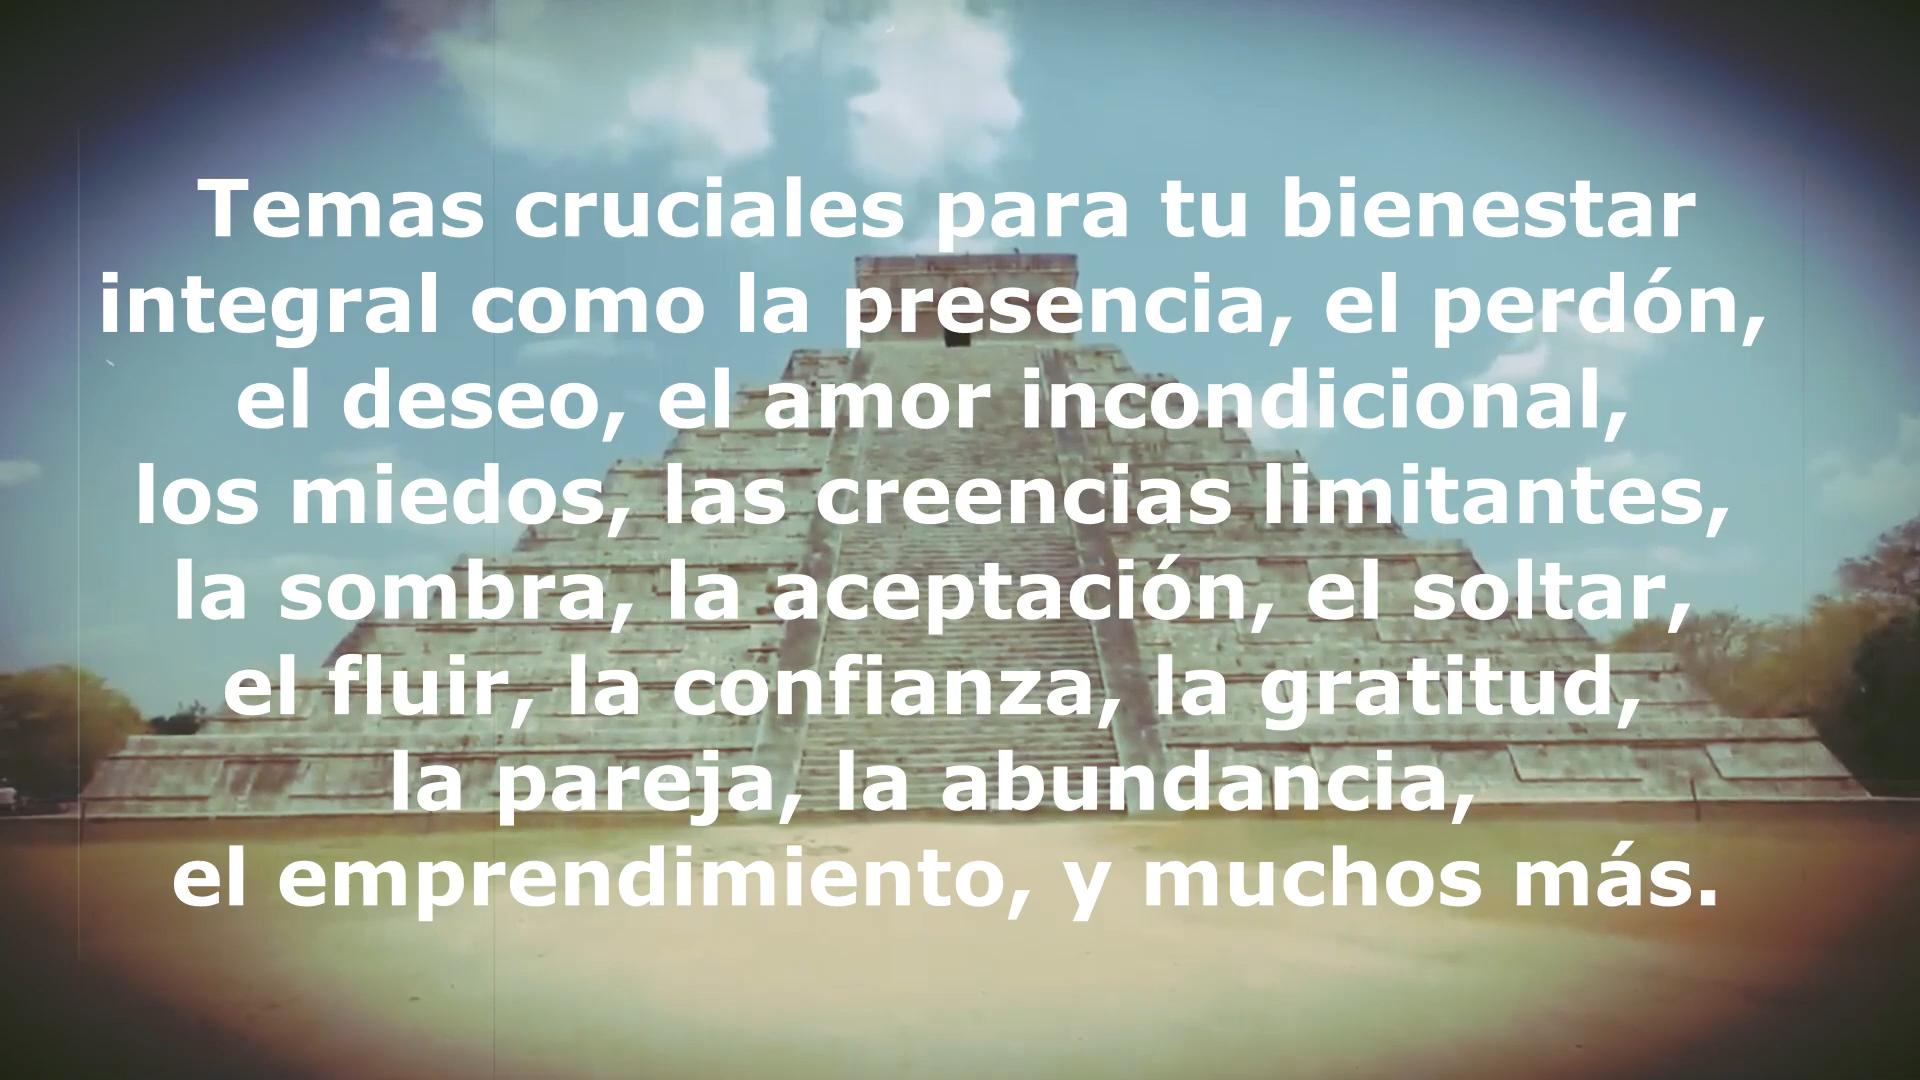 Temas cruciales para tu bienestar
integral como la presencia, el perdón,
el deseo, el amor incondicional,
los miedos, las creencias limitantes,
la sombra, la aceptación, el soltar,
el fluir, la confianza, la gratitud,
la pareja, la abundancia,
el emprendimiento, y muchos más.